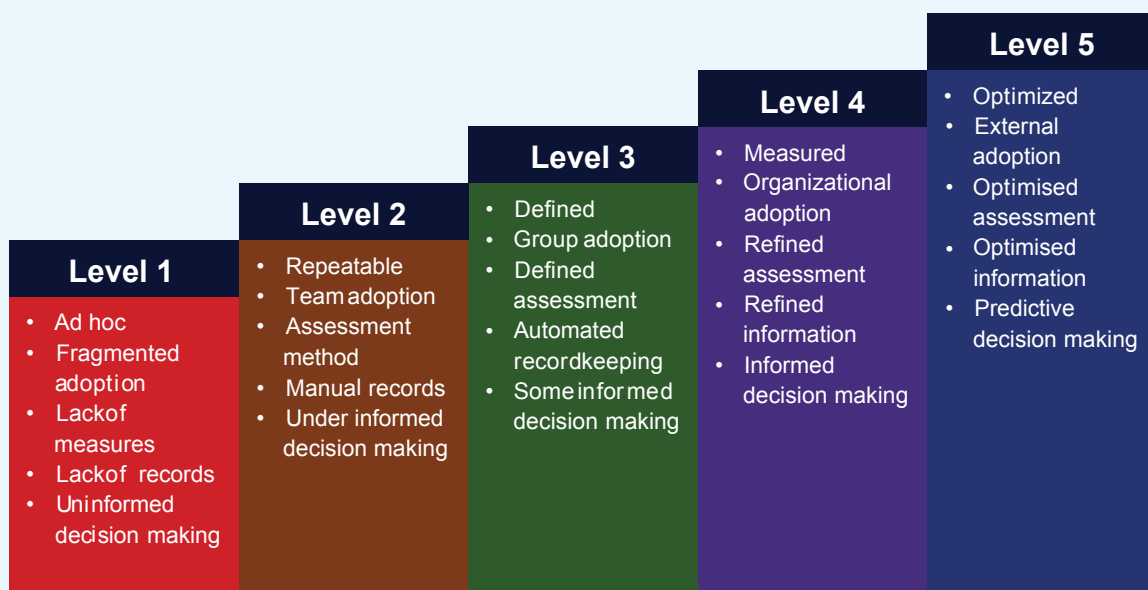 Level 1
• Ad hoc
• Fragmented
adoption
• Lackof
measures
• Lackof records
• Uninformed
decision making
Level 2
• Repeatable
• Team adoption
• Assessment
method
• Manual records
• Under informed
decision making
Level 3
• Defined
• Group adoption
• Defined
assessment
• Automated
recordkeeping
• Some informed
decision making
Level 4
• Measured
• Organizational
adoption
• Refined
assessment
• Refined
information
• Informed
decision making
Level 5
• Optimized
• External
adoption
• Optimised
assessment
• Optimised
information
• Predictive
decision making